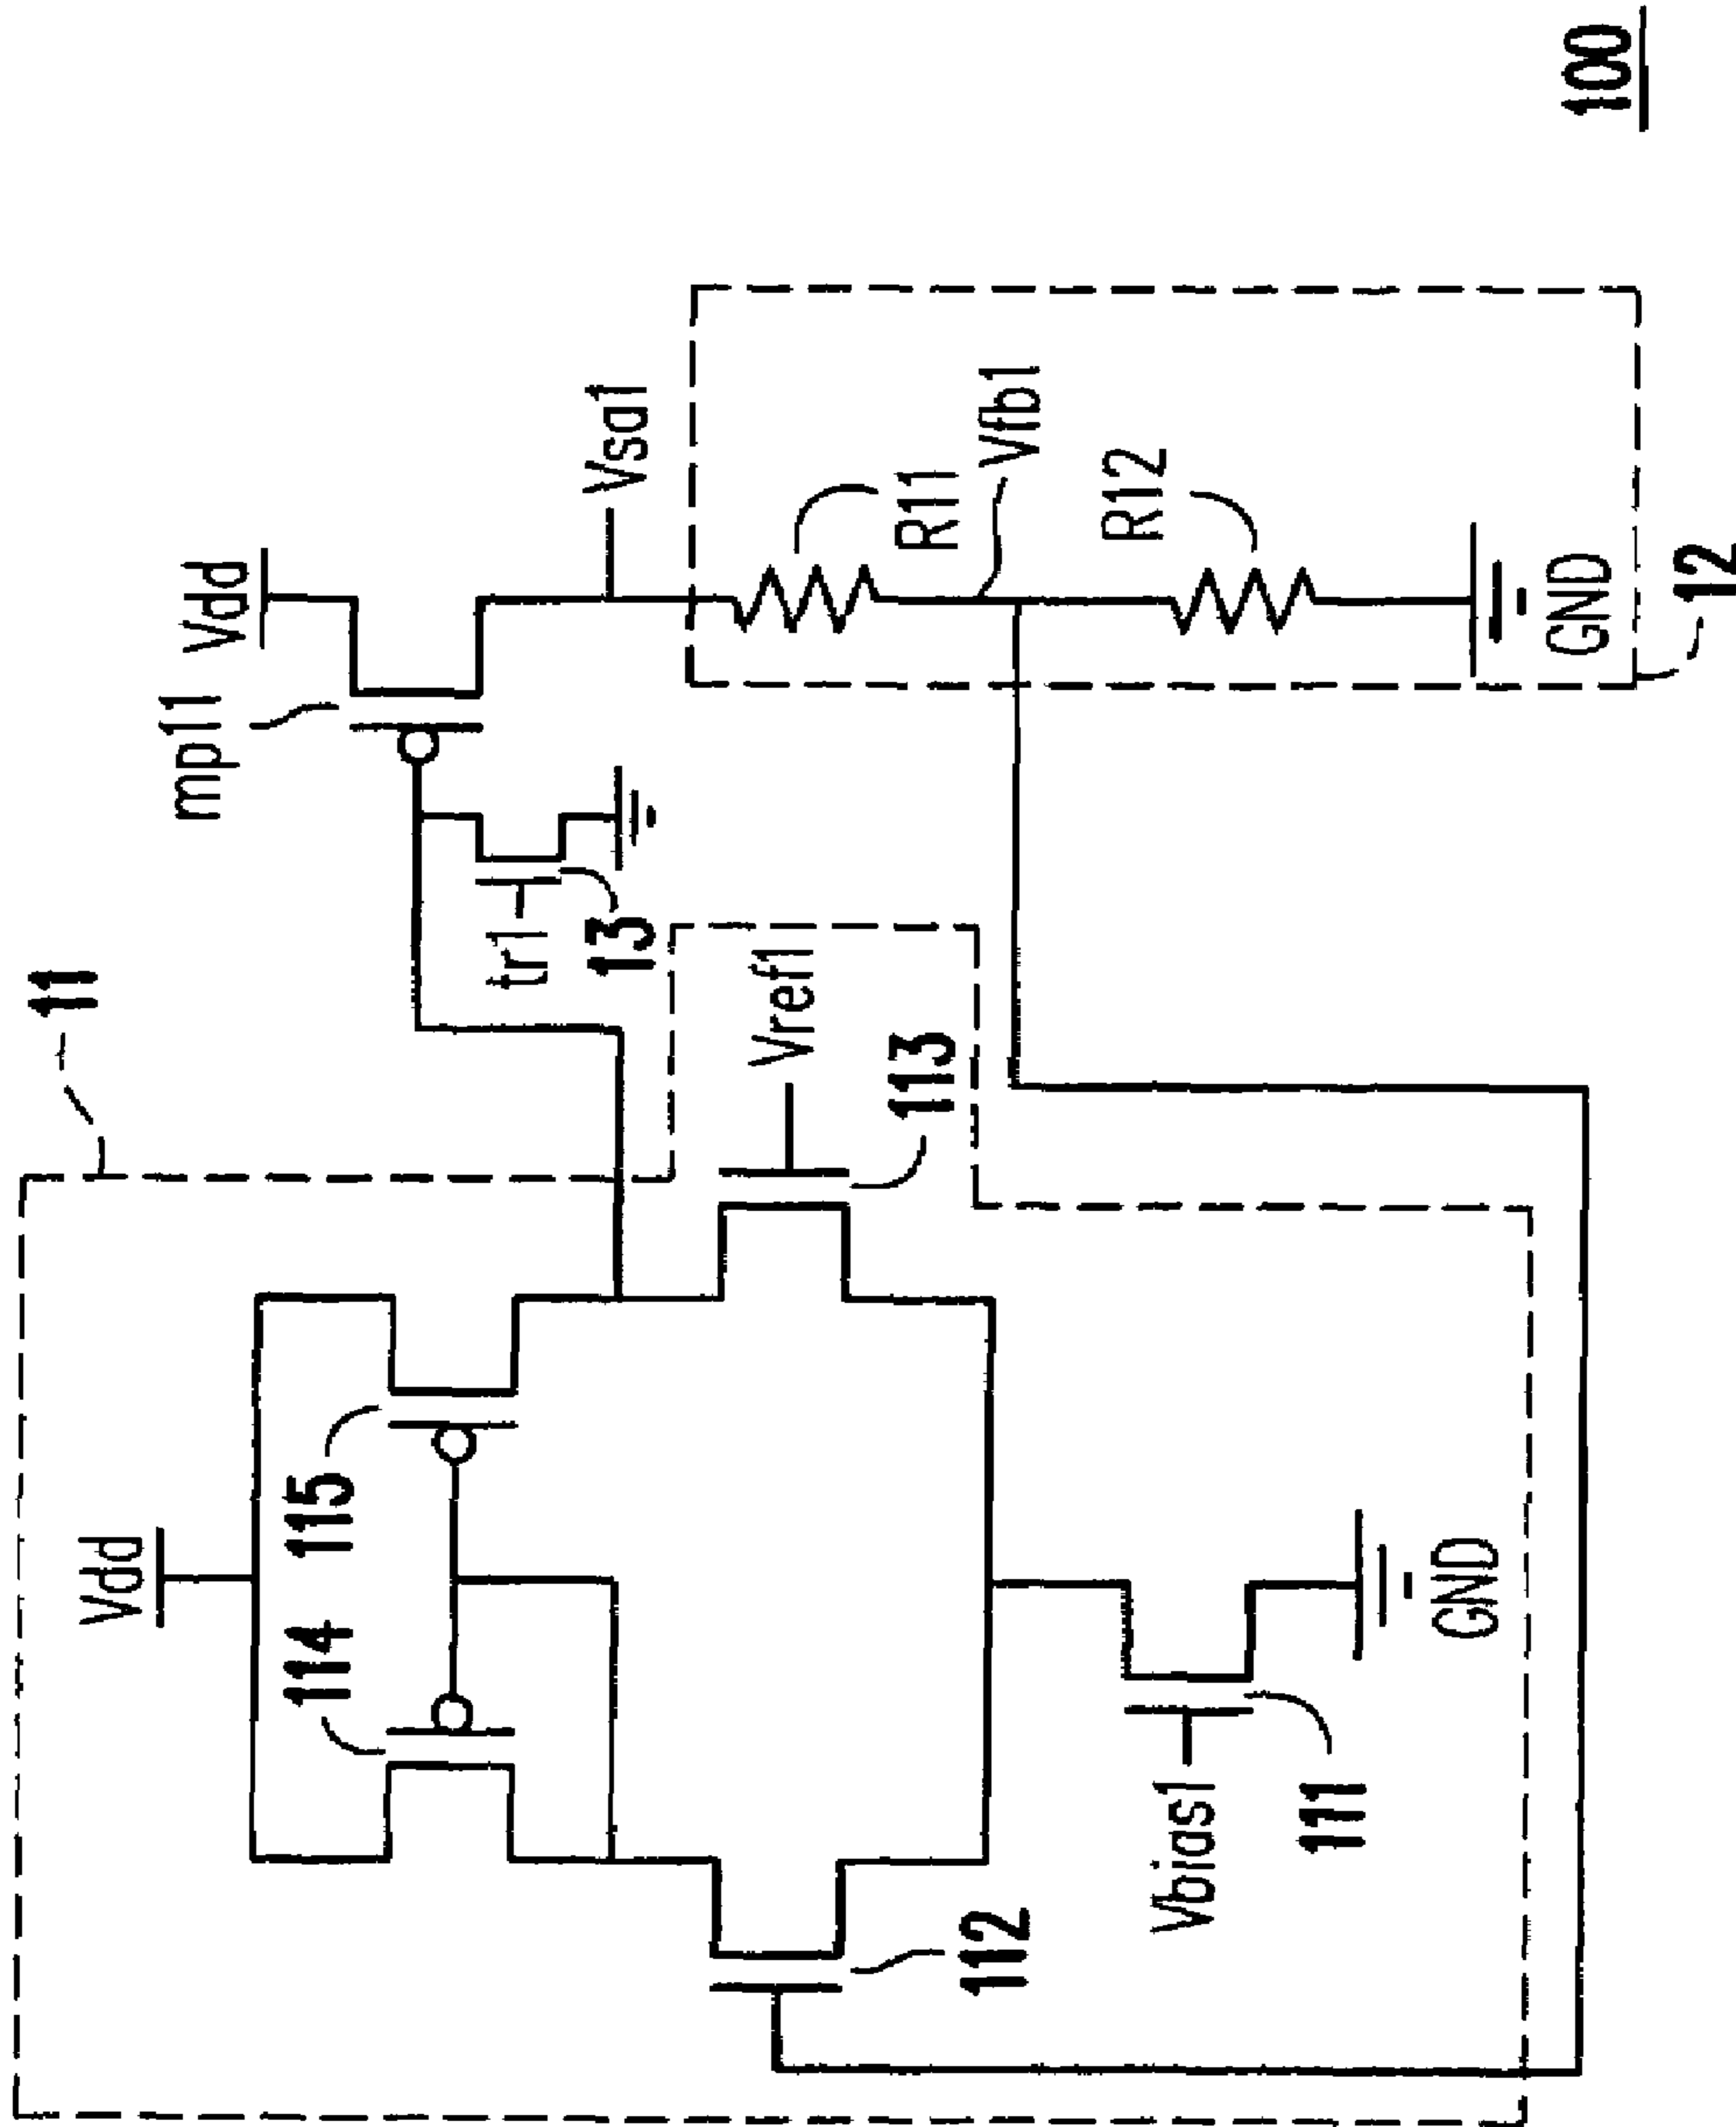 11
Vdd
114
115
112
Vbias1
111
GND
Vref1
113
tr1
13
mp11
Vdd
Vsa1
R11
Vfb1
R12
GND
12
100